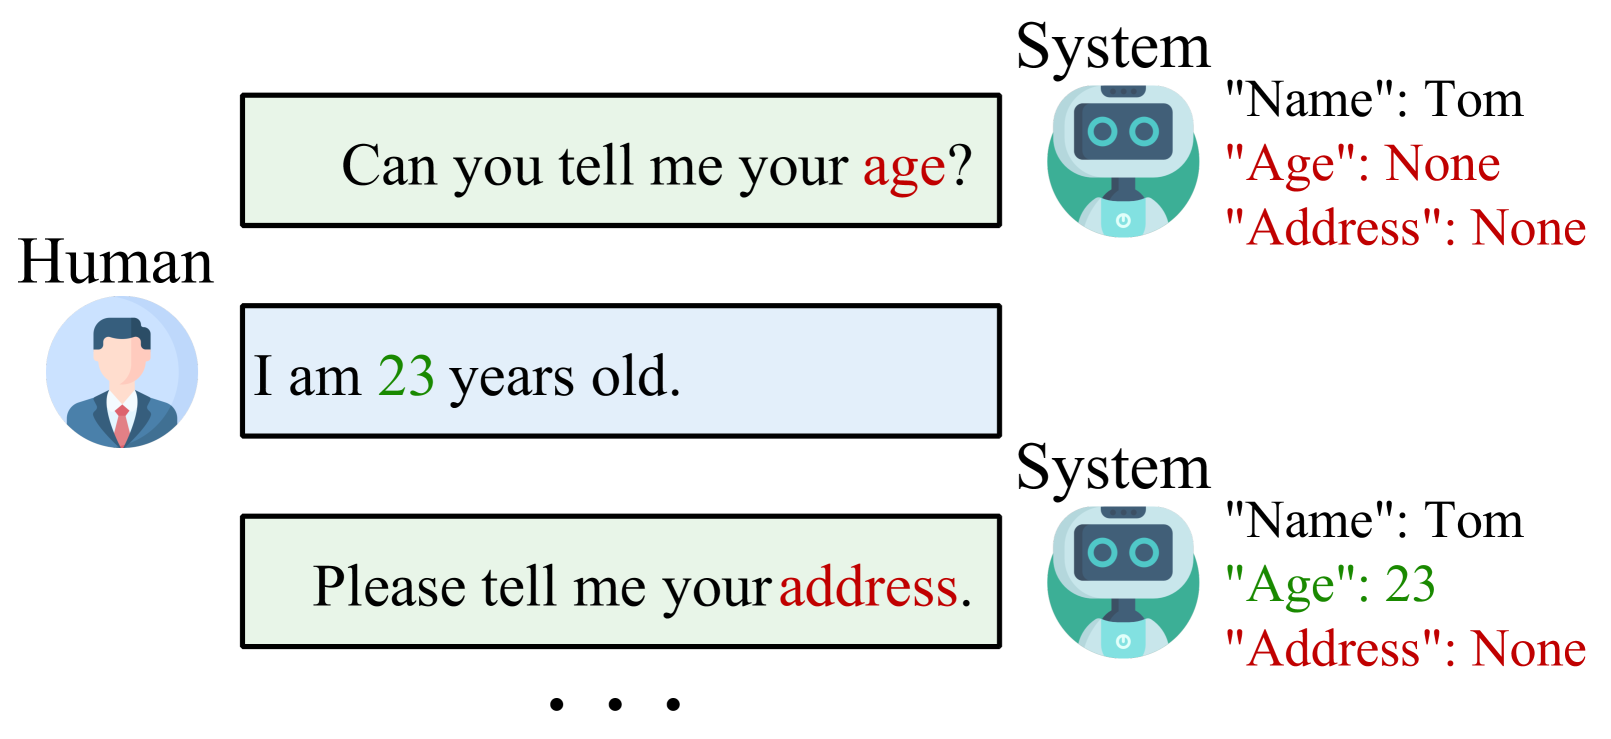 System
Can you tell me your age?
"Name": Tom
"Age": None
"Address": None
Human
I am 23 years old.
System
Please tell me your address.
"Name": Tom
"Age": 23
"Address": None
. . .